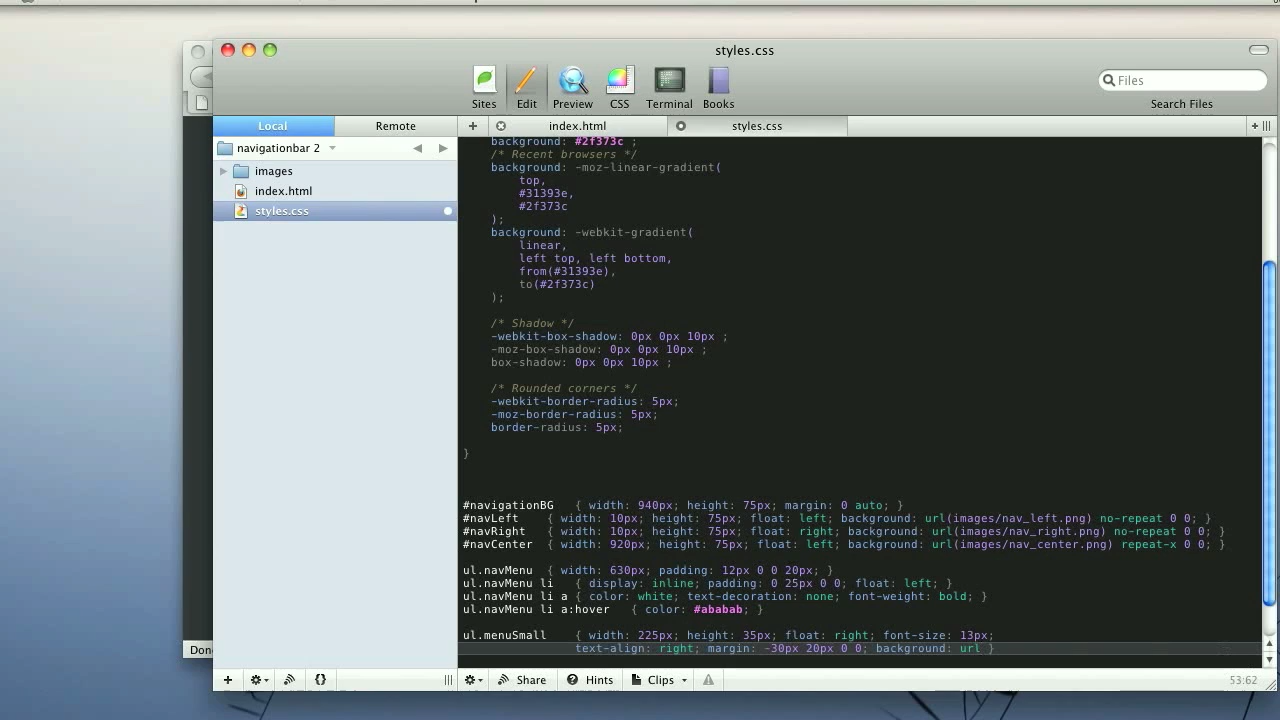 styles.css
Sites Edit Preview CSS Terminal Books
Files
Search Files
Local Remote
+ index.html styles.css +
navigationbar 2
images
index.html
styles.css
background: #2f373c ;
/* Recent browsers */
background: -moz-linear-gradient(
top,
#31393e,
#2f373c
);
background: -webkit-gradient(
linear,
left top, left bottom,
from(#31393e),
to(#2f373c)
);
/* Shadow */
-webkit-box-shadow: 0px 0px 10px ;
-moz-box-shadow: 0px 0px 10px ;
box-shadow: 0px 0px 10px ;
/* Rounded corners */
-webkit-border-radius: 5px;
-moz-border-radius: 5px;
border-radius: 5px;
}
#navigationBG { width: 940px; height: 75px; margin: 0 auto; }
#navLeft { width: 10px; height: 75px; float: left; background: url(images/nav_left.png) no-repeat 0 0; }
#navRight { width: 10px; height: 75px; float: right; background: url(images/nav_right.png) no-repeat 0 0; }
#navCenter { width: 920px; height: 75px; float: left; background: url(images/nav_center.png) repeat-x 0 0; }
ul.navMenu { width: 630px; padding: 12px 0 0 20px; }
ul.navMenu li { display: inline; padding: 0 25px 0 0; float: left; }
ul.navMenu li a { color: white; text-decoration: none; font-weight: bold; }
ul.navMenu li a:hover { color: #ababab; }
ul.menuSmall { width: 225px; height: 35px; float: right; font-size: 13px;
text-align: right; margin: -30px 20px 0 0; background: url }
Don
+ {} Share Hints Clips 53:62